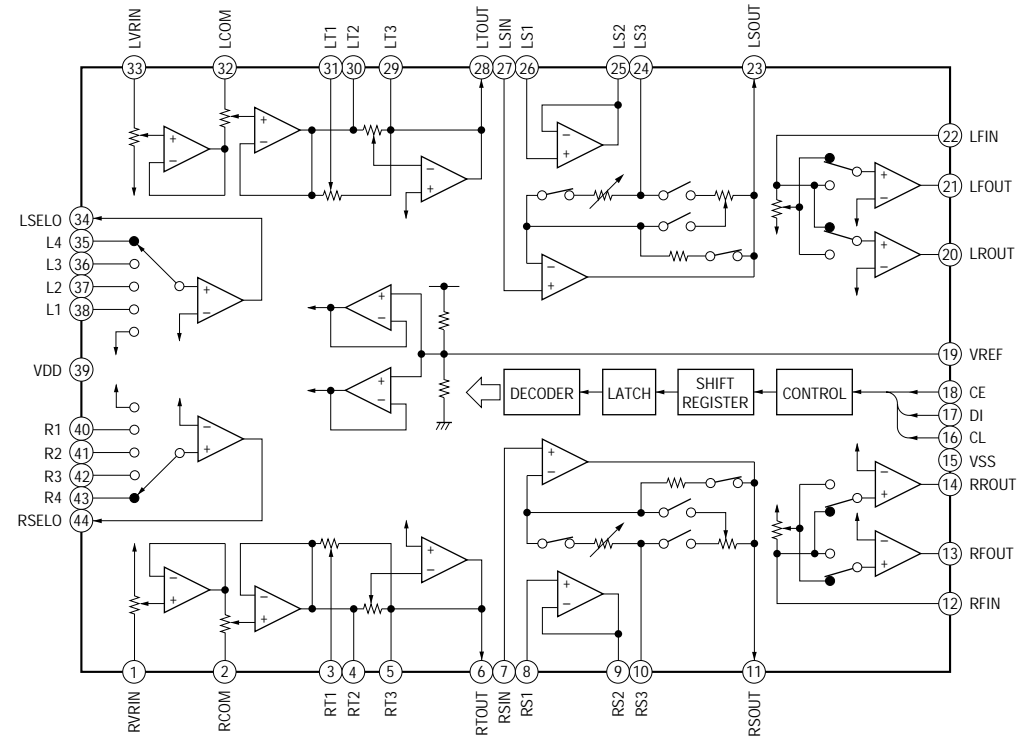 LVRIN
LCOM
LT1
LT2
LT3
LTOUT
LSIN
LS1
LS2
LS3
LSOUT
33
32
31
30
29
28
27
26
25
24
23
22 LFIN
21 LFOUT
20 LROUT
19 VREF
18 CE
17 DI
16 CL
15 VSS
14 RROUT
13 RFOUT
12 RFIN
LSELO 34
L4 35
L3 36
L2 37
L1 38
VDD 39
R1 40
R2 41
R3 42
R4 43
RSELO 44
DECODER
LATCH
SHIFT
REGISTER
CONTROL
1
2
3
4
5
6
7
8
9
10
11
RVRIN
RCOM
RT1
RT2
RT3
RTOUT
RSIN
RS1
RS2
RS3
RSOUT